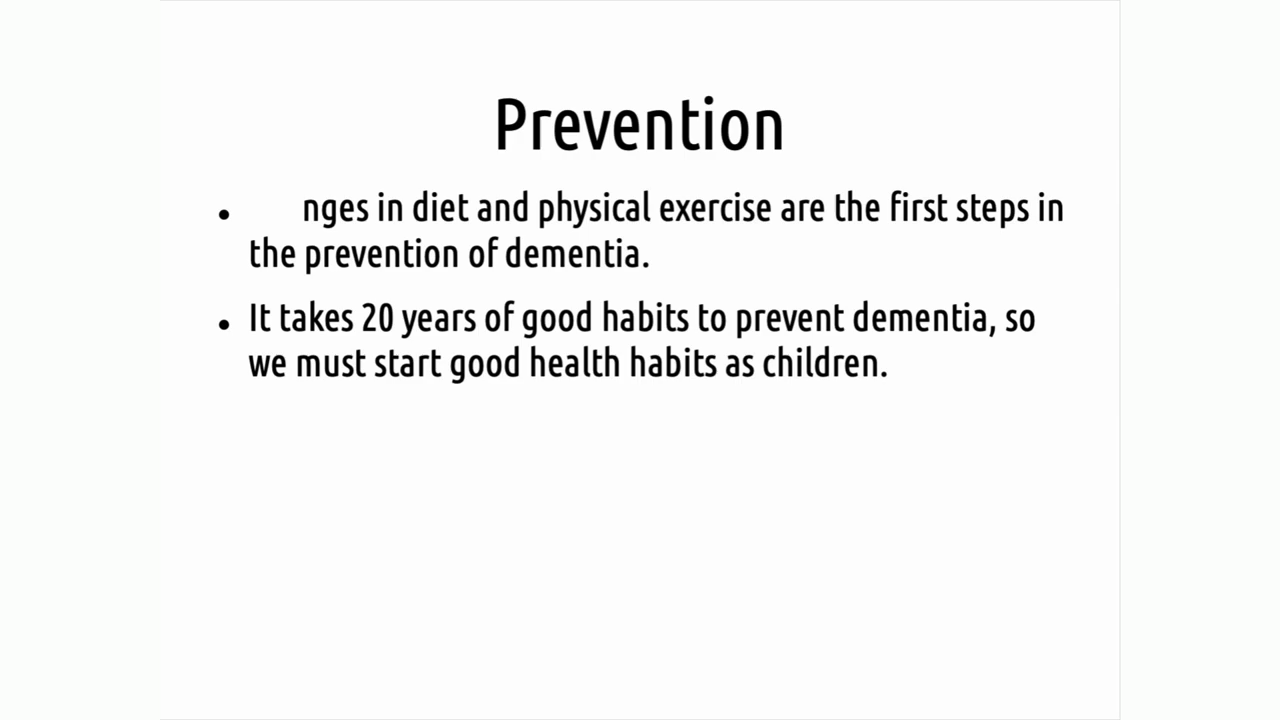 Prevention
• nges in diet and physical exercise are the first steps in
the prevention of dementia.
• It takes 20 years of good habits to prevent dementia, so
we must start good health habits as children.